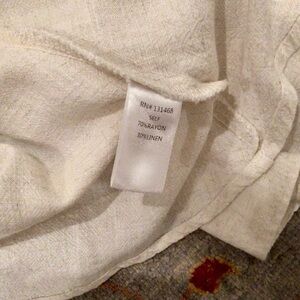 RN# 131468
SELF
70%RAYON
30%LINEN